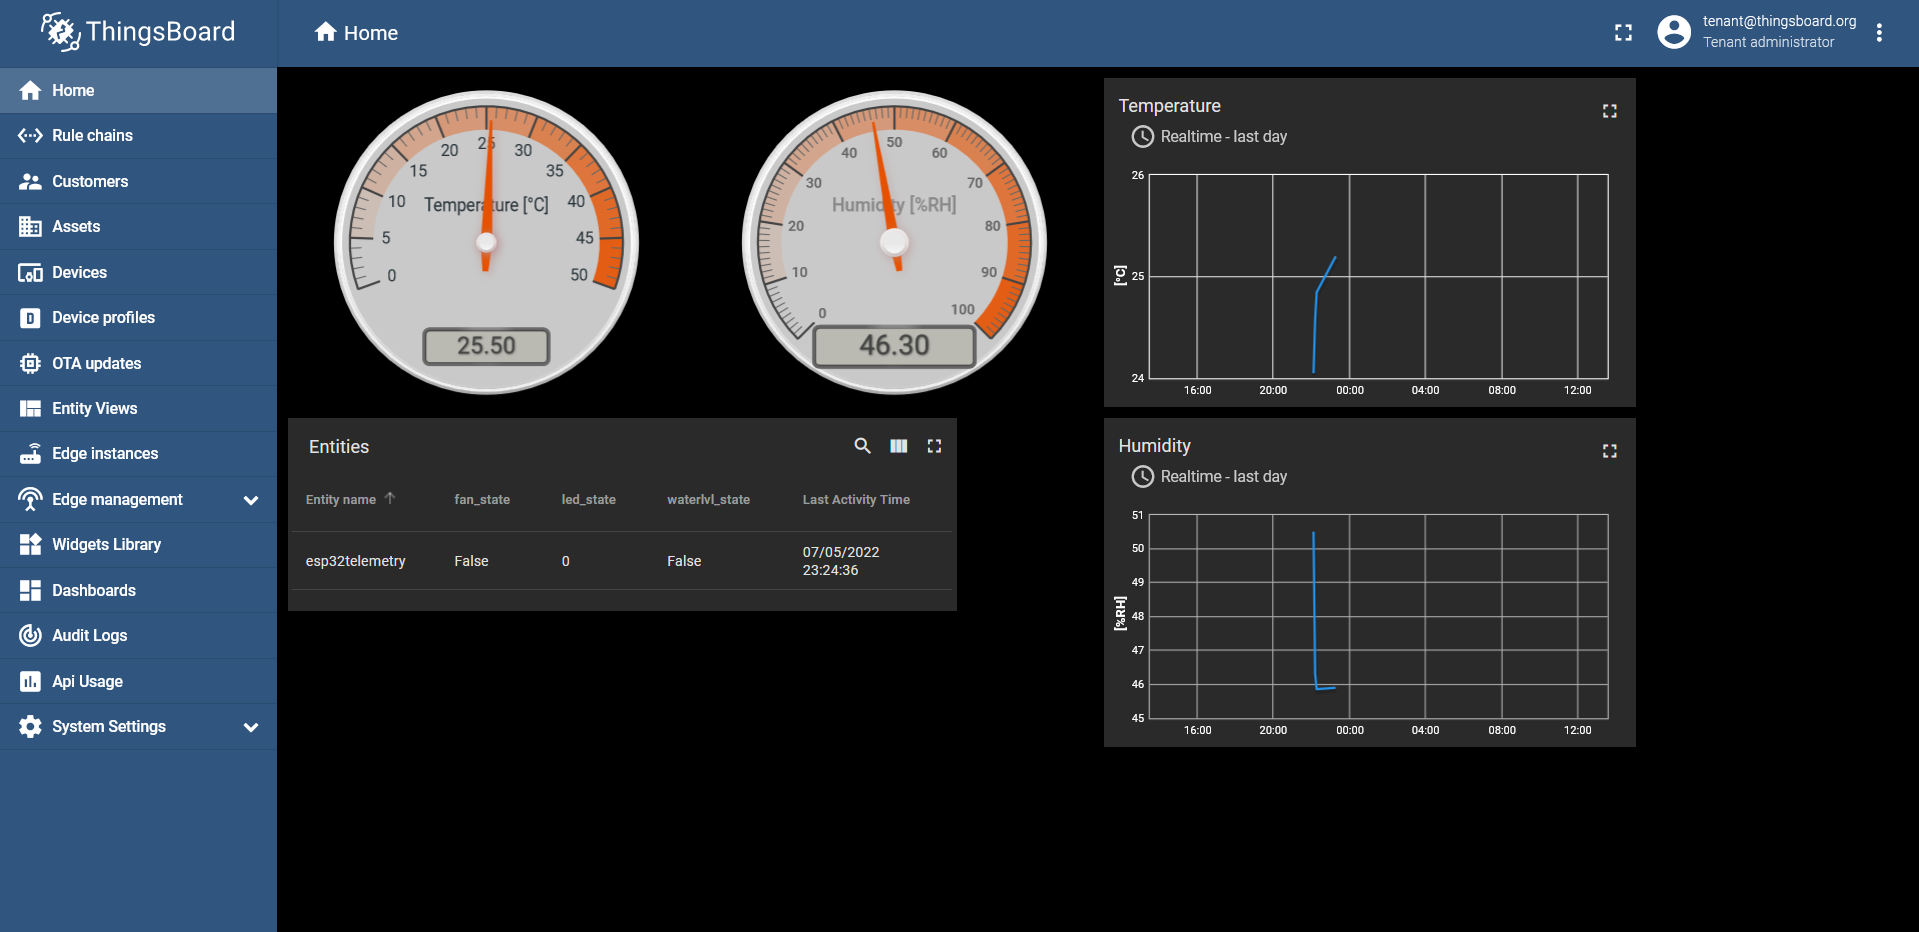 ThingsBoard
Home
tenant@thingsboard.org
Tenant administrator
Home
Rule chains
Customers
Assets
Devices
Device profiles
OTA updates
Entity Views
Edge instances
Edge management
Widgets Library
Dashboards
Audit Logs
Api Usage
System Settings
0 5 10 15 20 25 30 35 40 45 50
Temperature [°C]
25.50
0 10 20 30 40 50 60 70 80 90 100
Humidity [%RH]
46.30
Entities
Entity name fan_state led_state waterlvl_state Last Activity Time
esp32telemetry False 0 False 07/05/2022
23:24:36
Temperature
Realtime - last day
[°C]
26
25
24
16:00 20:00 00:00 04:00 08:00 12:00
Humidity
Realtime - last day
[%RH]
51
50
49
48
47
46
45
16:00 20:00 00:00 04:00 08:00 12:00